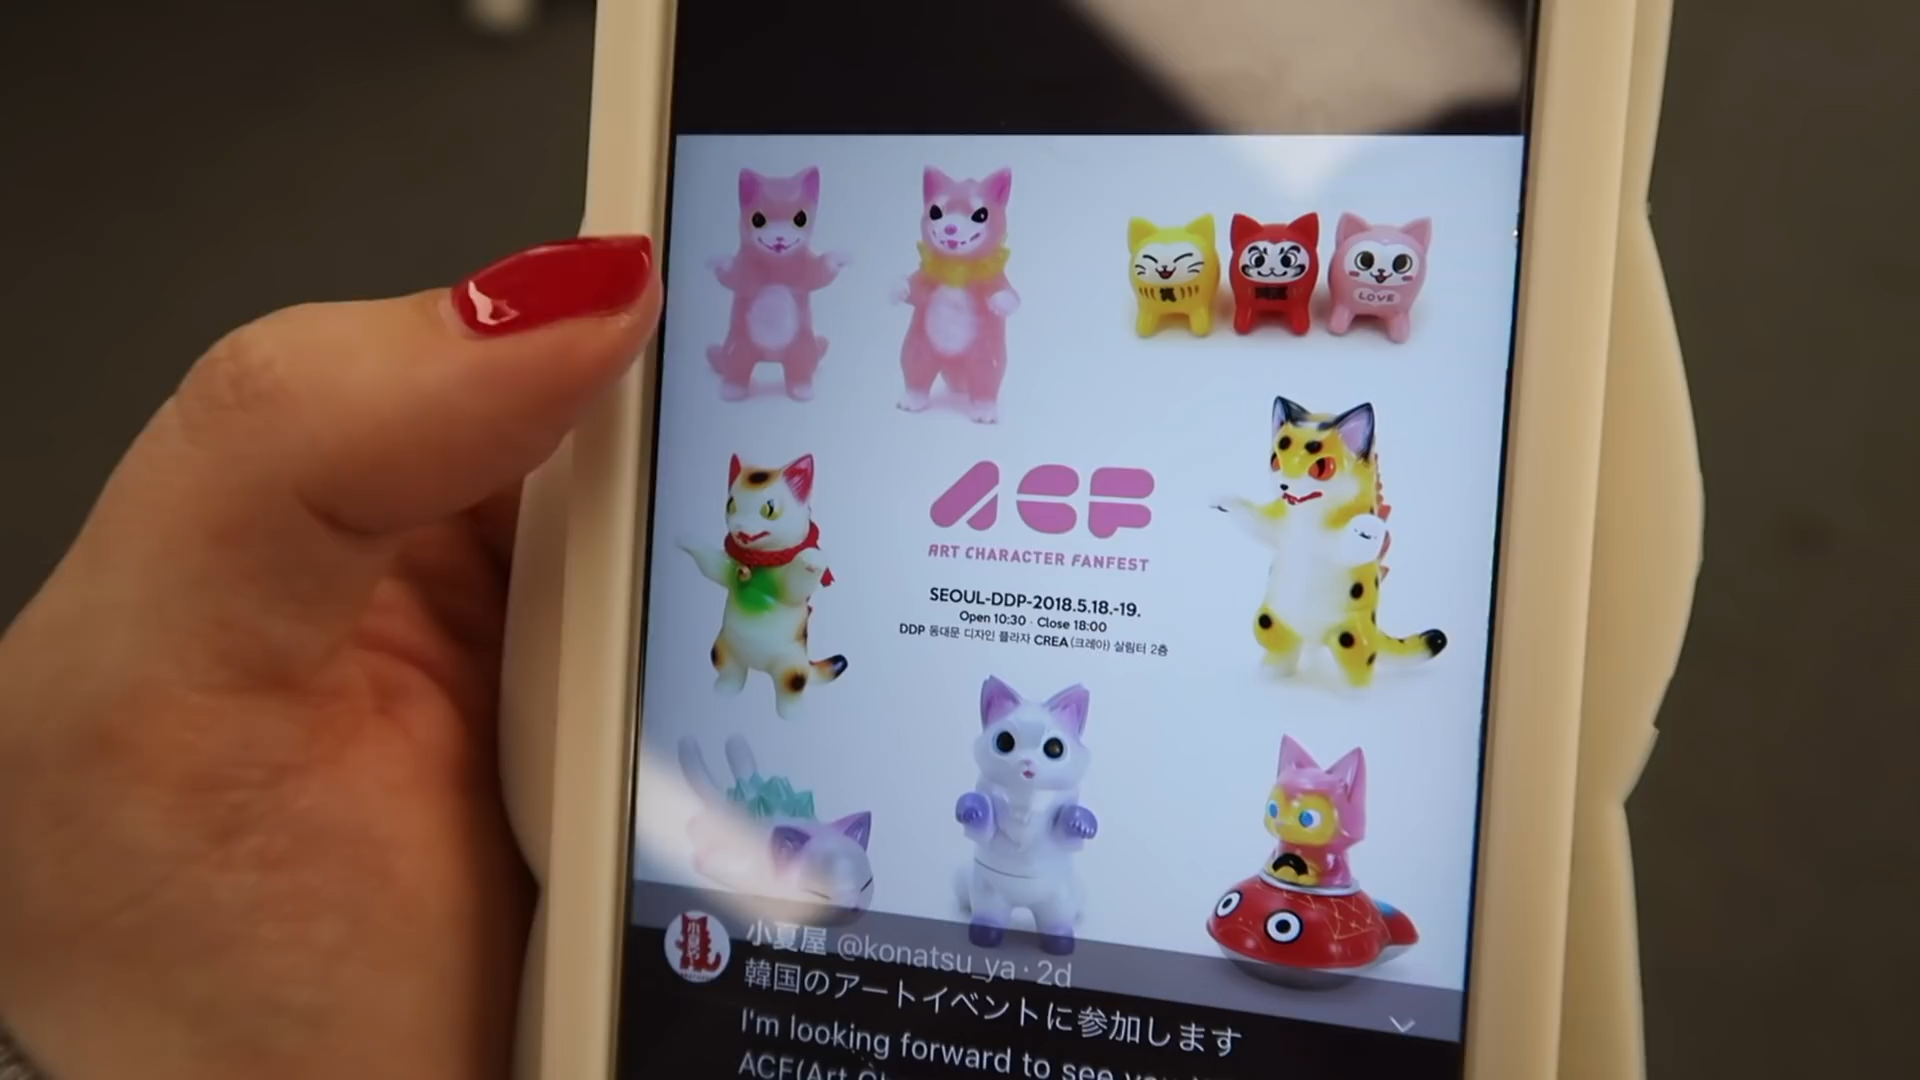 LOVE
ACF
ART CHARACTER FANFEST
SEOUL-DDP-2018.5.18.-19.
Open 10:30 · Close 18:00
DDP 동대문 디자인 플라자 CREA(크레아) 살림터 2층
小夏屋 @konatsu_ya · 2d
韓国のアートイベントに参加します
I'm looking forward to see you
ACF(Art